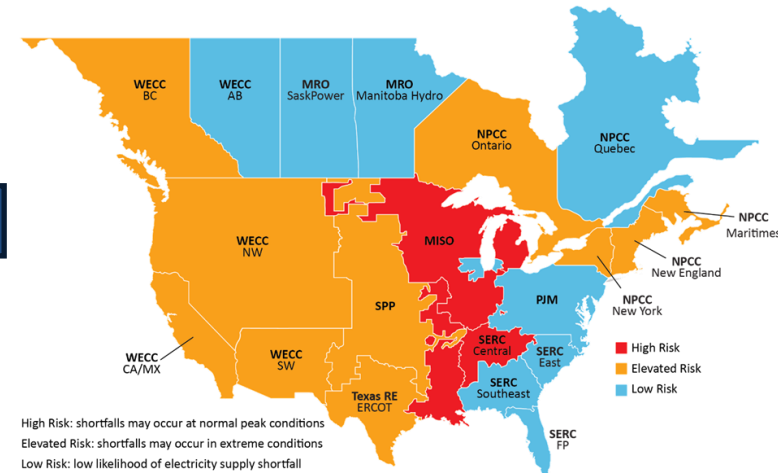 WECC
BC
WECC
AB
MRO
SaskPower
MRO
Manitoba Hydro
NPCC
Ontario
NPCC
Quebec
NPCC
Maritimes
NPCC
New England
NPCC
New York
WECC
NW
MISO
SPP
PJM
WECC
CA/MX
WECC
SW
SERC
Central
SERC
East
SERC
Southeast
SERC
FP
Texas RE
ERCOT
High Risk
Elevated Risk
Low Risk
High Risk: shortfalls may occur at normal peak conditions
Elevated Risk: shortfalls may occur in extreme conditions
Low Risk: low likelihood of electricity supply shortfall